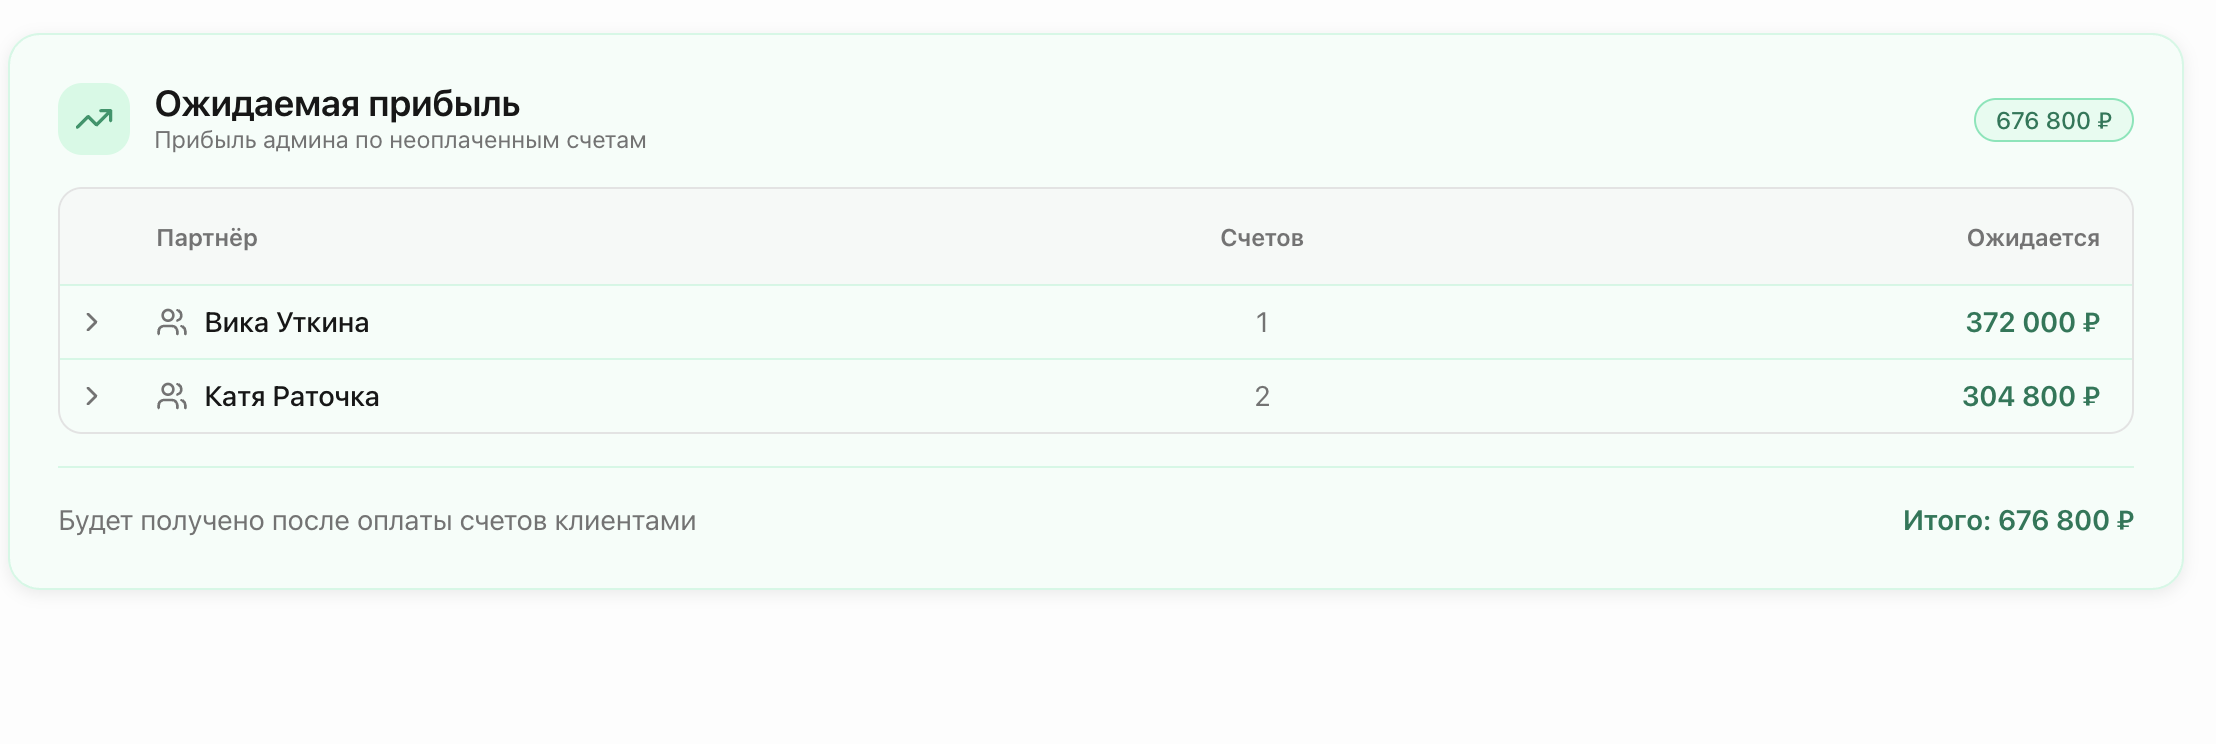 Ожидаемая прибыль
Прибыль админа по неоплаченным счетам
676 800 ₽
Партнёр Счетов Ожидается
Вика Уткина 1 372 000 ₽
Катя Раточка 2 304 800 ₽
Будет получено после оплаты счетов клиентами
Итого: 676 800 ₽